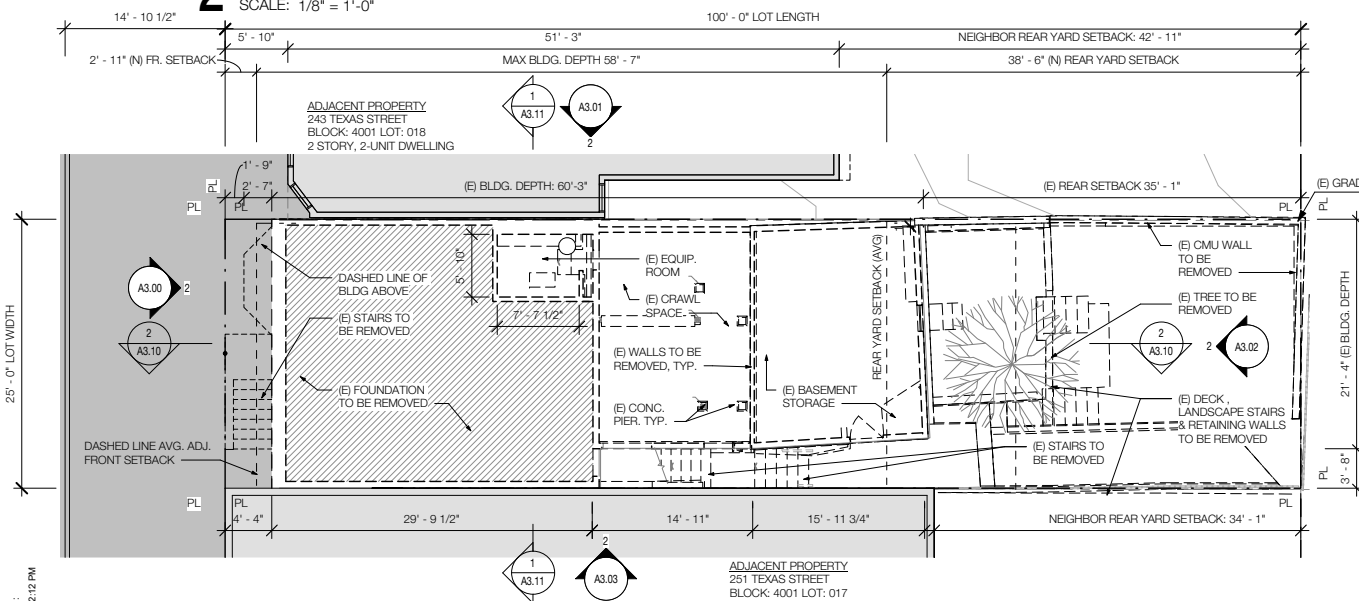 2
SCALE: 1/8" = 1'-0"
14' - 10 1/2"
100' - 0" LOT LENGTH
5' - 10"
51' - 3"
NEIGHBOR REAR YARD SETBACK: 42' - 11"
2' - 11" (N) FR. SETBACK
MAX BLDG. DEPTH 58' - 7"
38' - 6" (N) REAR YARD SETBACK
ADJACENT PROPERTY
243 TEXAS STREET
BLOCK: 4001 LOT: 018
2 STORY, 2-UNIT DWELLING
1
A3.11
A3.01
2
1' - 9"
PL
2' - 7"
(E) BLDG. DEPTH: 60'-3"
(E) REAR SETBACK 35' - 1"
PL
PL
PL
PL
PL
DASHED LINE OF
BLDG ABOVE
5' - 10"
(E) EQUIP.
ROOM
REAR YARD SETBACK (AVG)
(E) CMU WALL
TO BE
REMOVED
A3.00
2
(E) CRAWL
SPACE
(E) TREE TO BE
REMOVED
(E) STAIRS TO
BE REMOVED
7' - 7 1/2"
2
A3.10
2
A3.10
2
A3.02
25' - 0" LOT WIDTH
(E) WALLS TO BE
REMOVED, TYP.
21' - 4" (E) BUILDG. DEPTH
(E) FOUNDATION
TO BE REMOVED
(E) BASEMENT
STORAGE
(E) CONC.
PIER. TYP.
(E) DECK ,
LANDSCAPE STAIRS
& RETAINING WALLS
TO BE REMOVED
DASHED LINE AVG. ADJ.
FRONT SETBACK
(E) STAIRS TO
BE REMOVED
PL
3' - 8"
PL
PL
PL
4' - 4"
29' - 9 1/2"
14' - 11"
15' - 11 3/4"
NEIGHBOR REAR YARD SETBACK: 34' - 1"
1
A3.11
2
A3.03
ADJACENT PROPERTY
251 TEXAS STREET
BLOCK: 4001 LOT: 017
2:12 PM